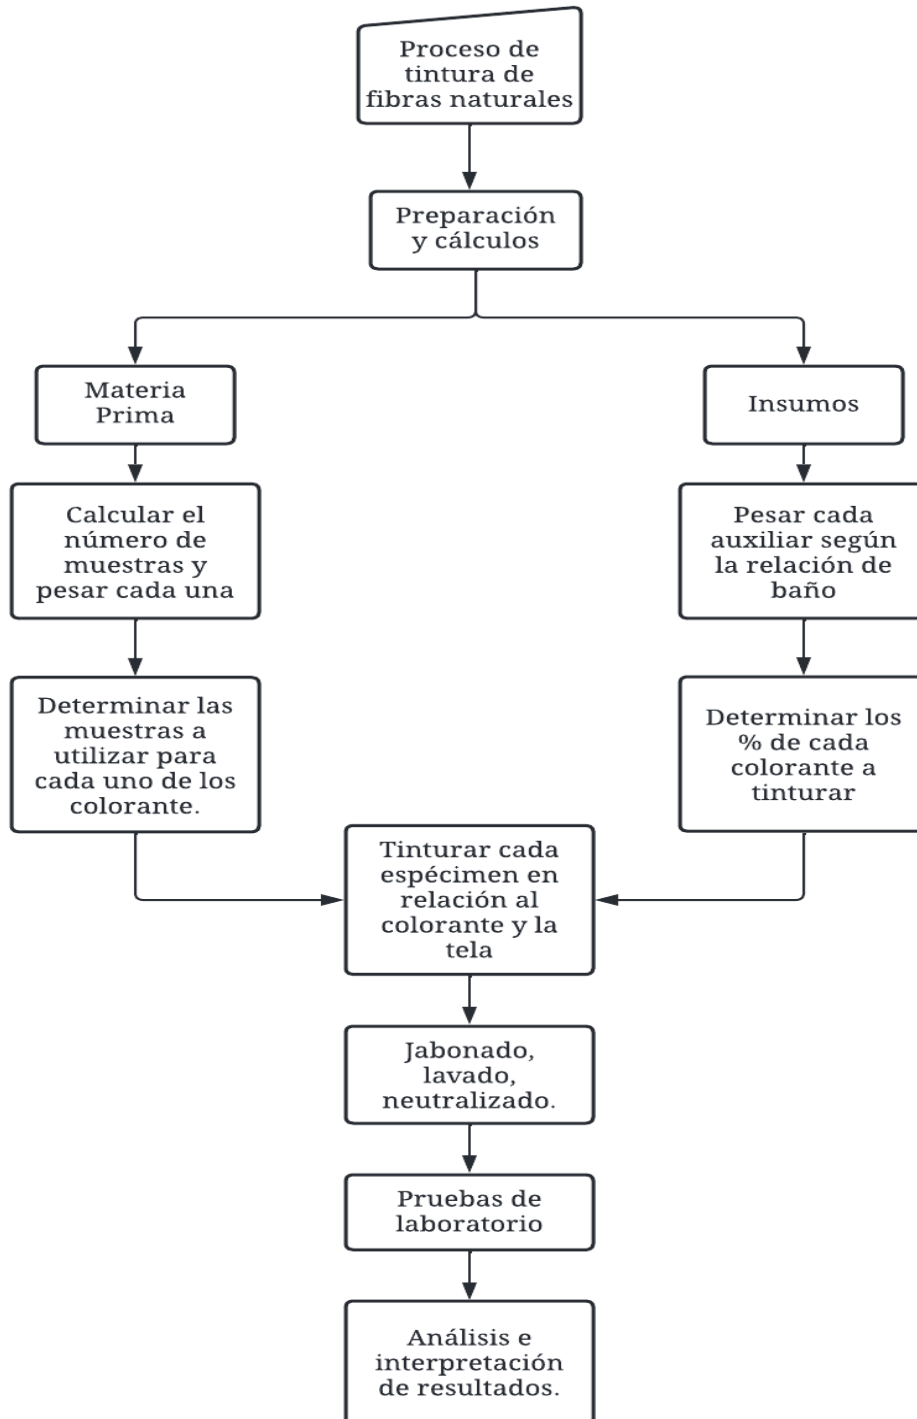 Proceso de
tintura de
fibras naturales
Preparación
y cálculos
Materia
Prima
Insumos
Calcular el
número de
muestras y
pesar cada una
Pesar cada
auxiliar según
la relación de
baño
Determinar las
muestras a
utilizar para
cada uno de los
colorante.
Determinar los
% de cada
colorante a
tinturar
Tinturar cada
espécimen en
relación al
colorante y la
tela
Jabonado,
lavado,
neutralizado.
Pruebas de
laboratorio
Análisis e
interpretación
de resultados.